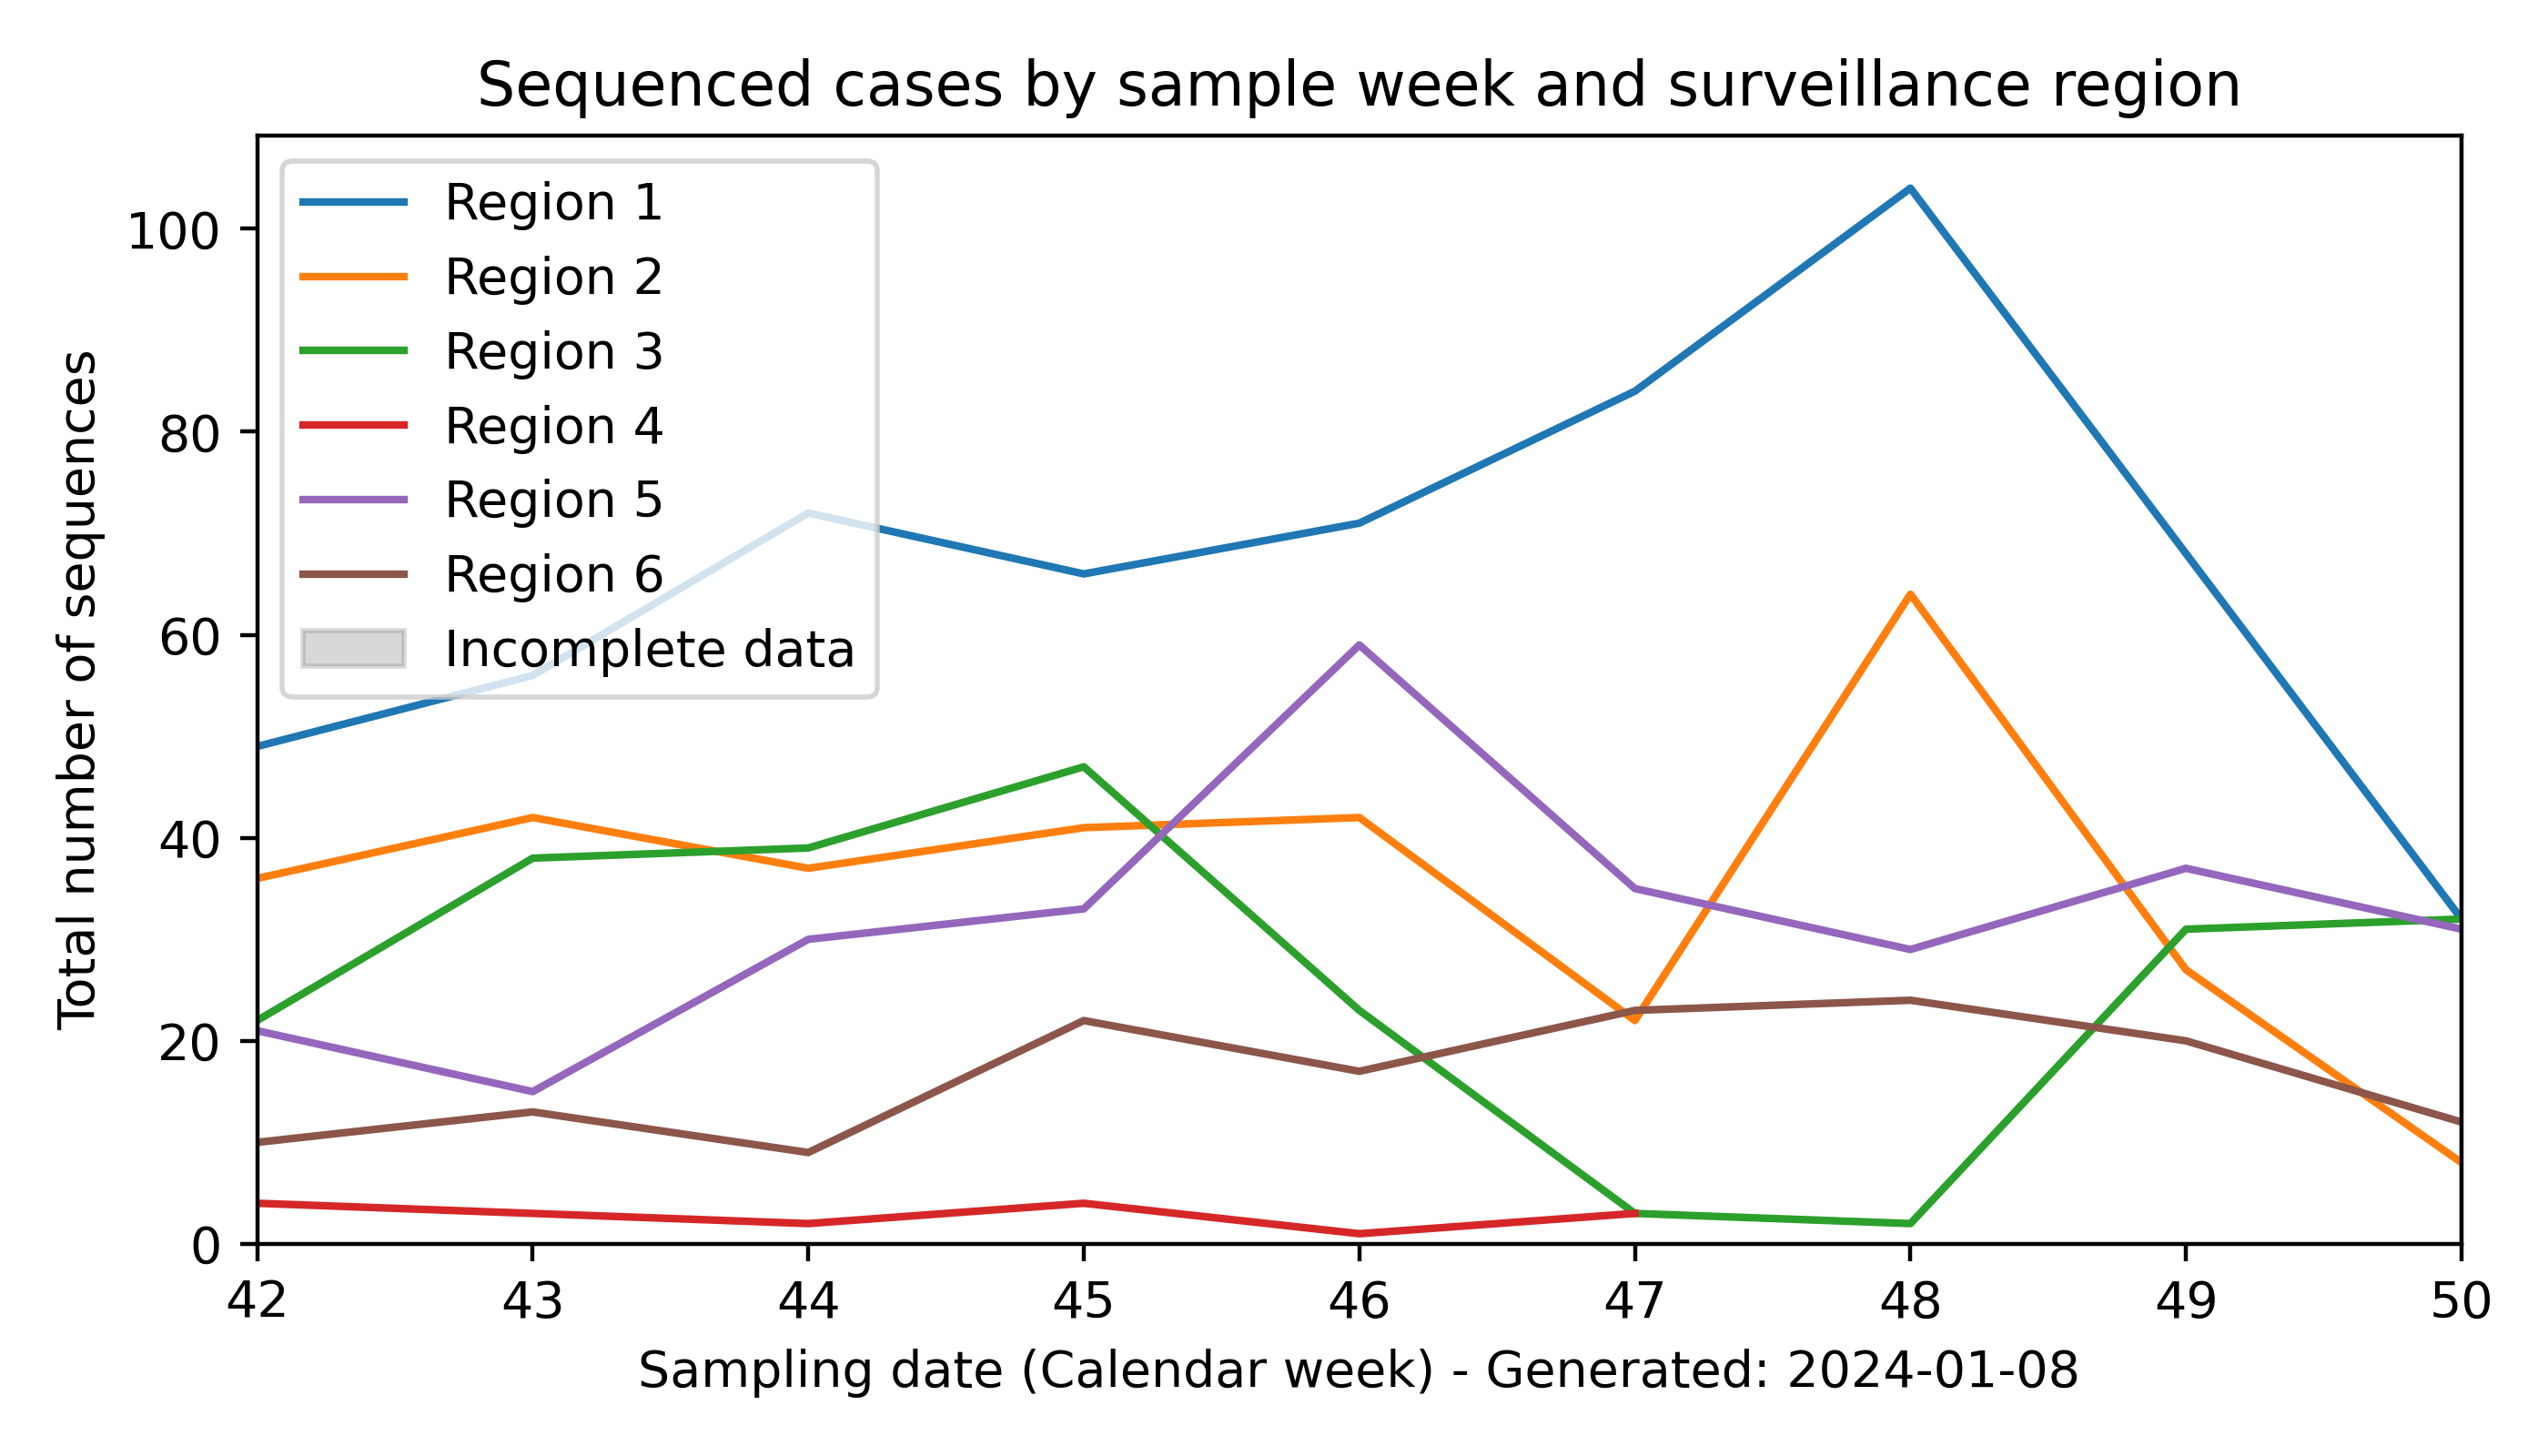 Sequenced cases by sample week and surveillance region
Region 1
Region 2
Region 3
Region 4
Region 5
Region 6
Incomplete data
Total number of sequences
100
80
60
40
20
0
42 43 44 45 46 47 48 49 50
Sampling date (Calendar week) - Generated: 2024-01-08